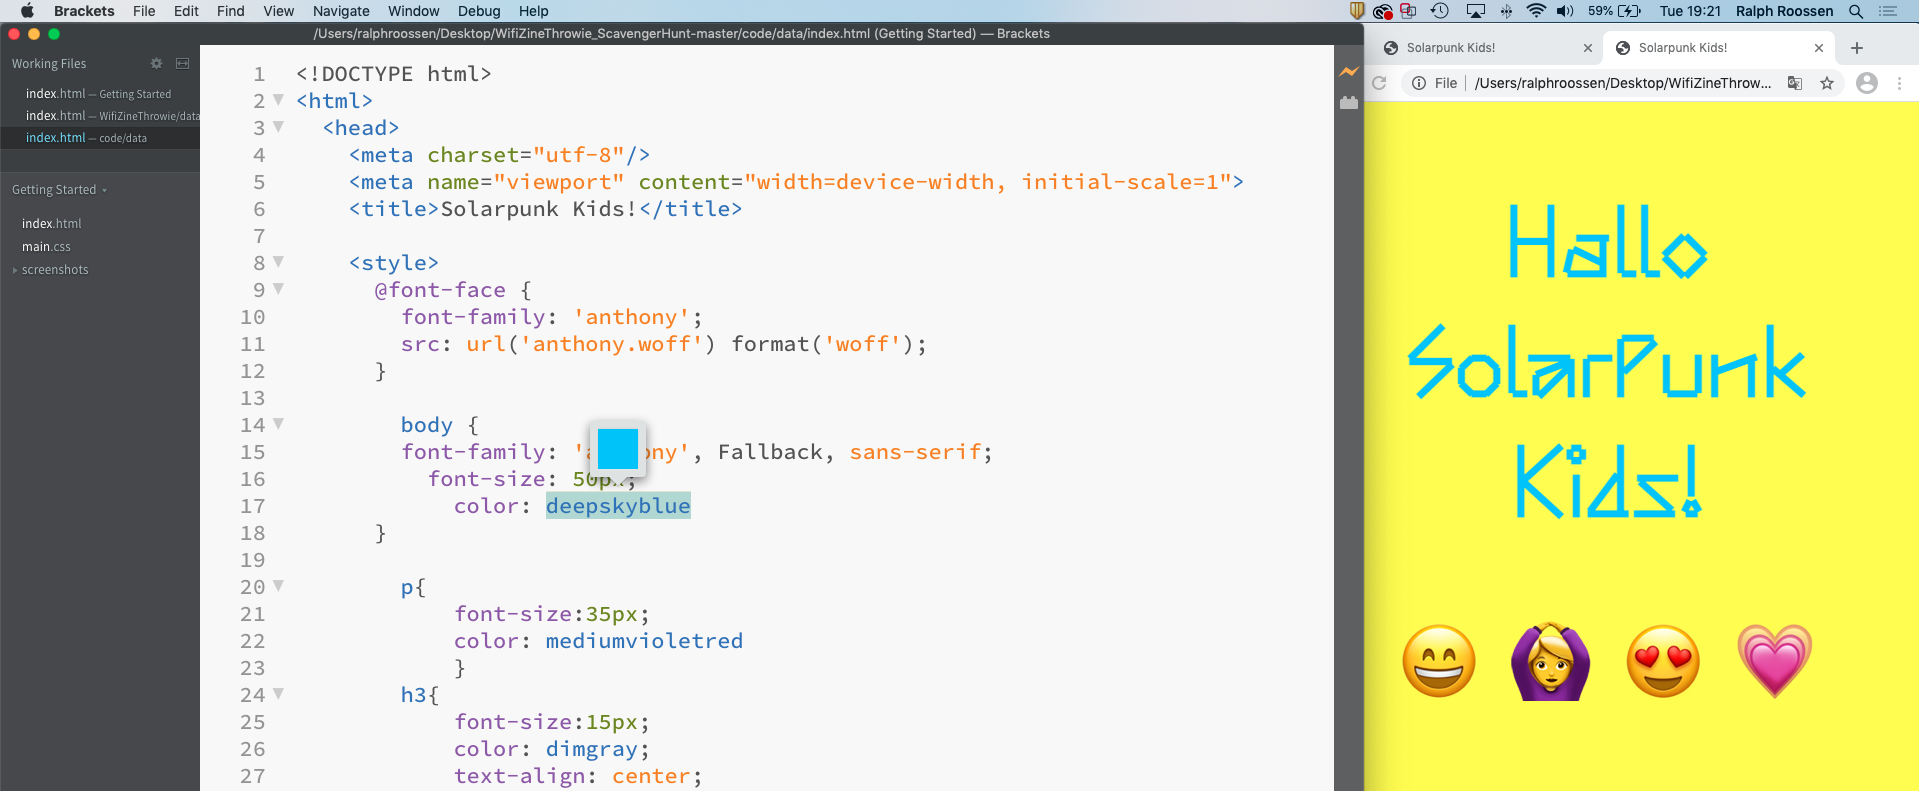 Brackets File Edit Find View Navigate Window Debug Help 59% Tue 19:21 Ralph Roossen
/Users/ralphroossen/Desktop/WifiZineThrowie_ScavengerHunt-master/code/data/index.html (Getting Started) — Brackets
Working Files
index.html — Getting Started
index.html — WifiZineThrowie/data
index.html — code/data
Getting Started
index.html
main.css
screenshots
1 <!DOCTYPE html>
2 <html>
3 <head>
4 <meta charset="utf-8"/>
5 <meta name="viewport" content="width=device-width, initial-scale=1">
6 <title>Solarpunk Kids!</title>
7
8 <style>
9 @font-face {
10 font-family: 'anthony';
11 src: url('anthony.woff') format('woff');
12 }
13
14 body {
15 font-family: 'a ony', Fallback, sans-serif;
16 font-size: 50px;
17 color: deepskyblue
18 }
19
20 p{
21 font-size:35px;
22 color: mediumvioletred
23 }
24 h3{
25 font-size:15px;
26 color: dimgray;
27 text-align: center;
Solarpunk Kids! Solarpunk Kids!
File /Users/ralphroossen/Desktop/WifiZineThrow...
Hallo
SolarPunk
Kids!